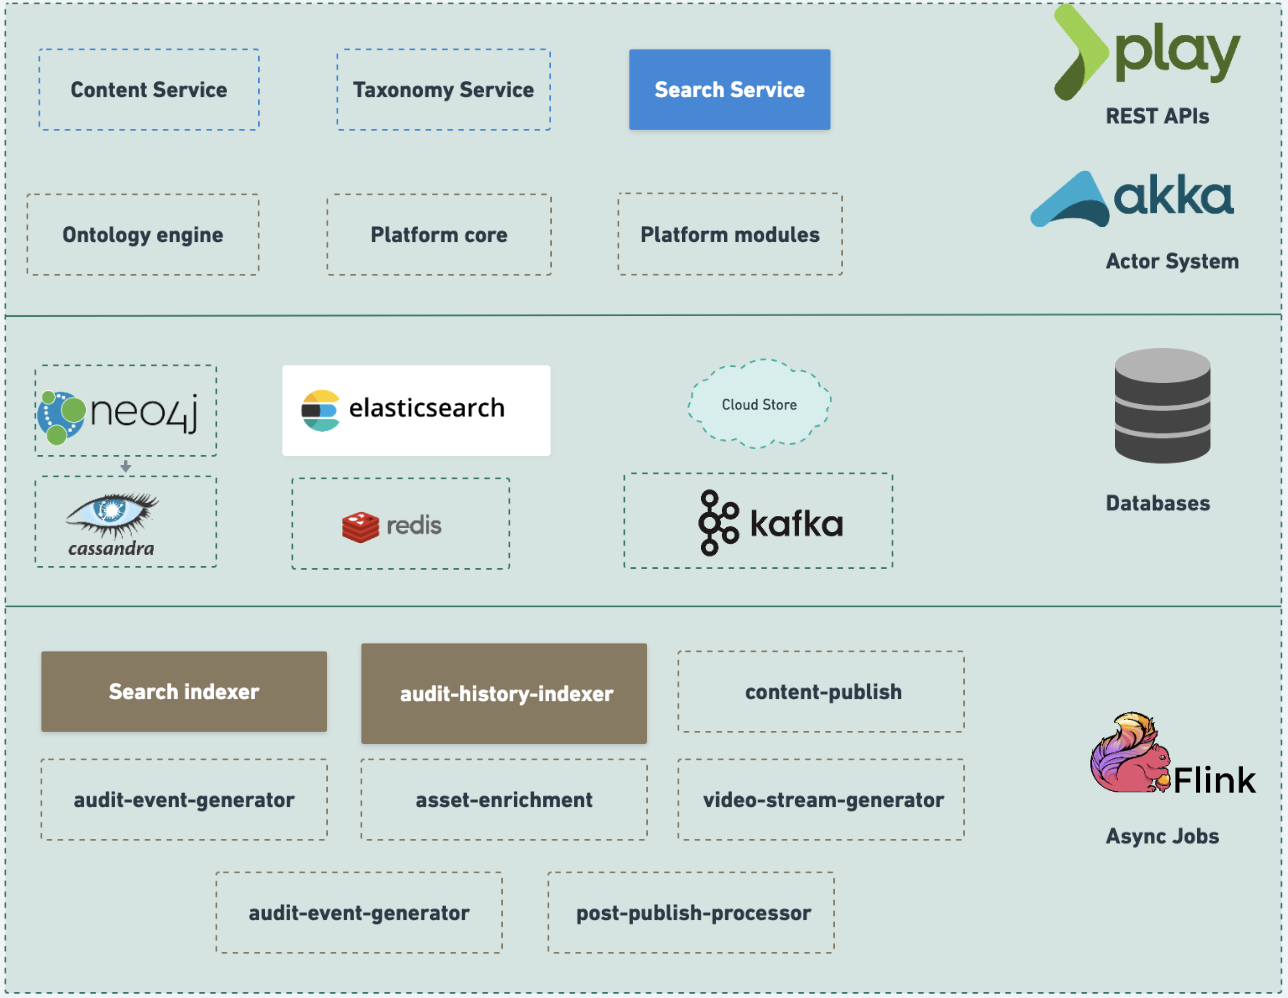 Content Service
Taxonomy Service
Search Service
play
REST APIs
Ontology engine
Platform core
Platform modules
akka
Actor System
neo4j
elasticsearch
Cloud Store
Databases
cassandra
redis
kafka
Search indexer
audit-history-indexer
content-publish
audit-event-generator
asset-enrichment
video-stream-generator
Flink
Async Jobs
audit-event-generator
post-publish-processor